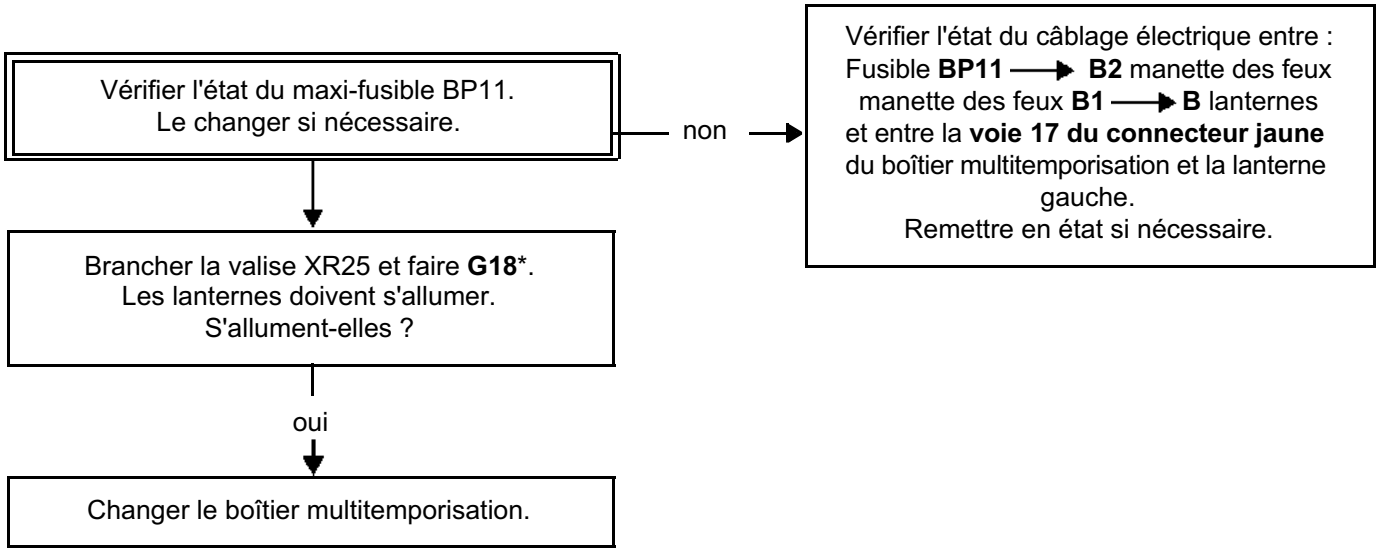 Vérifier l'état du maxi-fusible BP11.
Le changer si nécessaire.
non
Vérifier l'état du câblage électrique entre :
Fusible BP11 → B2 manette des feux
manette des feux B1 → B lanternes
et entre la voie 17 du connecteur jaune
du boîtier multitemporisation et la lanterne
gauche.
Remettre en état si nécessaire.
Brancher la valise XR25 et faire G18*.
Les lanternes doivent s'allumer.
S'allument-elles ?
oui
Changer le boîtier multitemporisation.